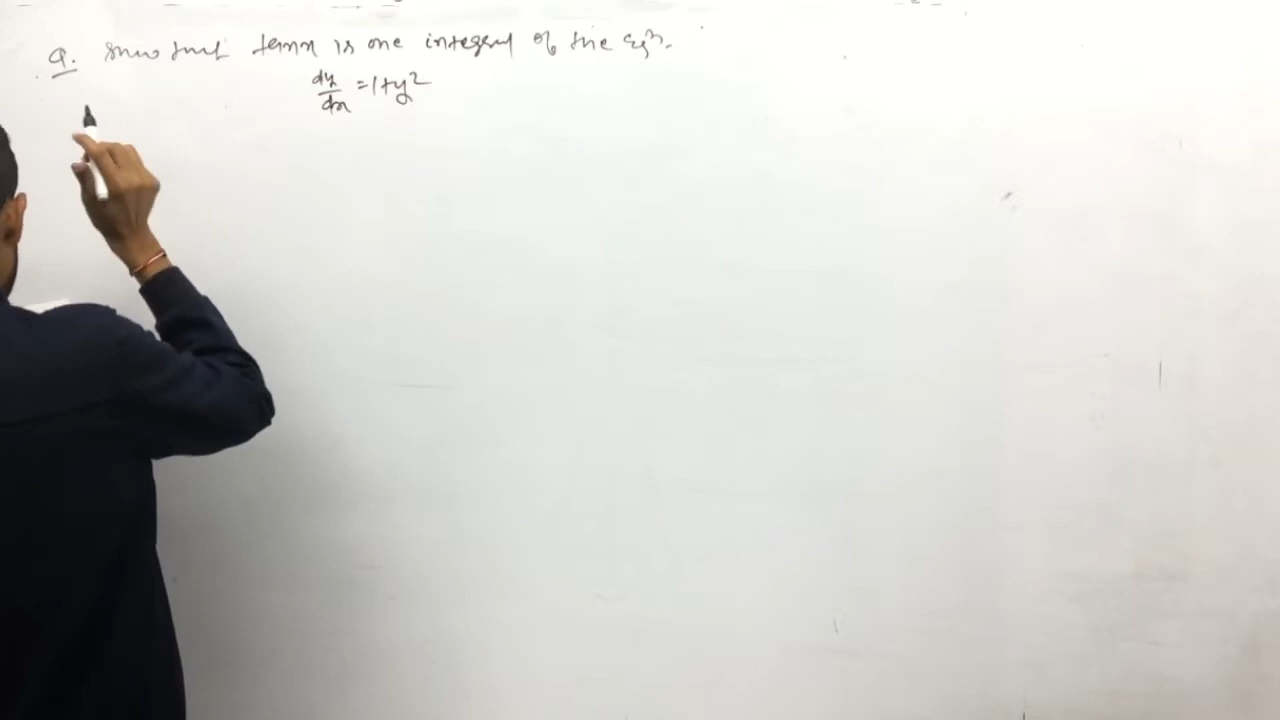 Q. Show that tanx is one integral of the Eqn.
dy/dx = 1+y²